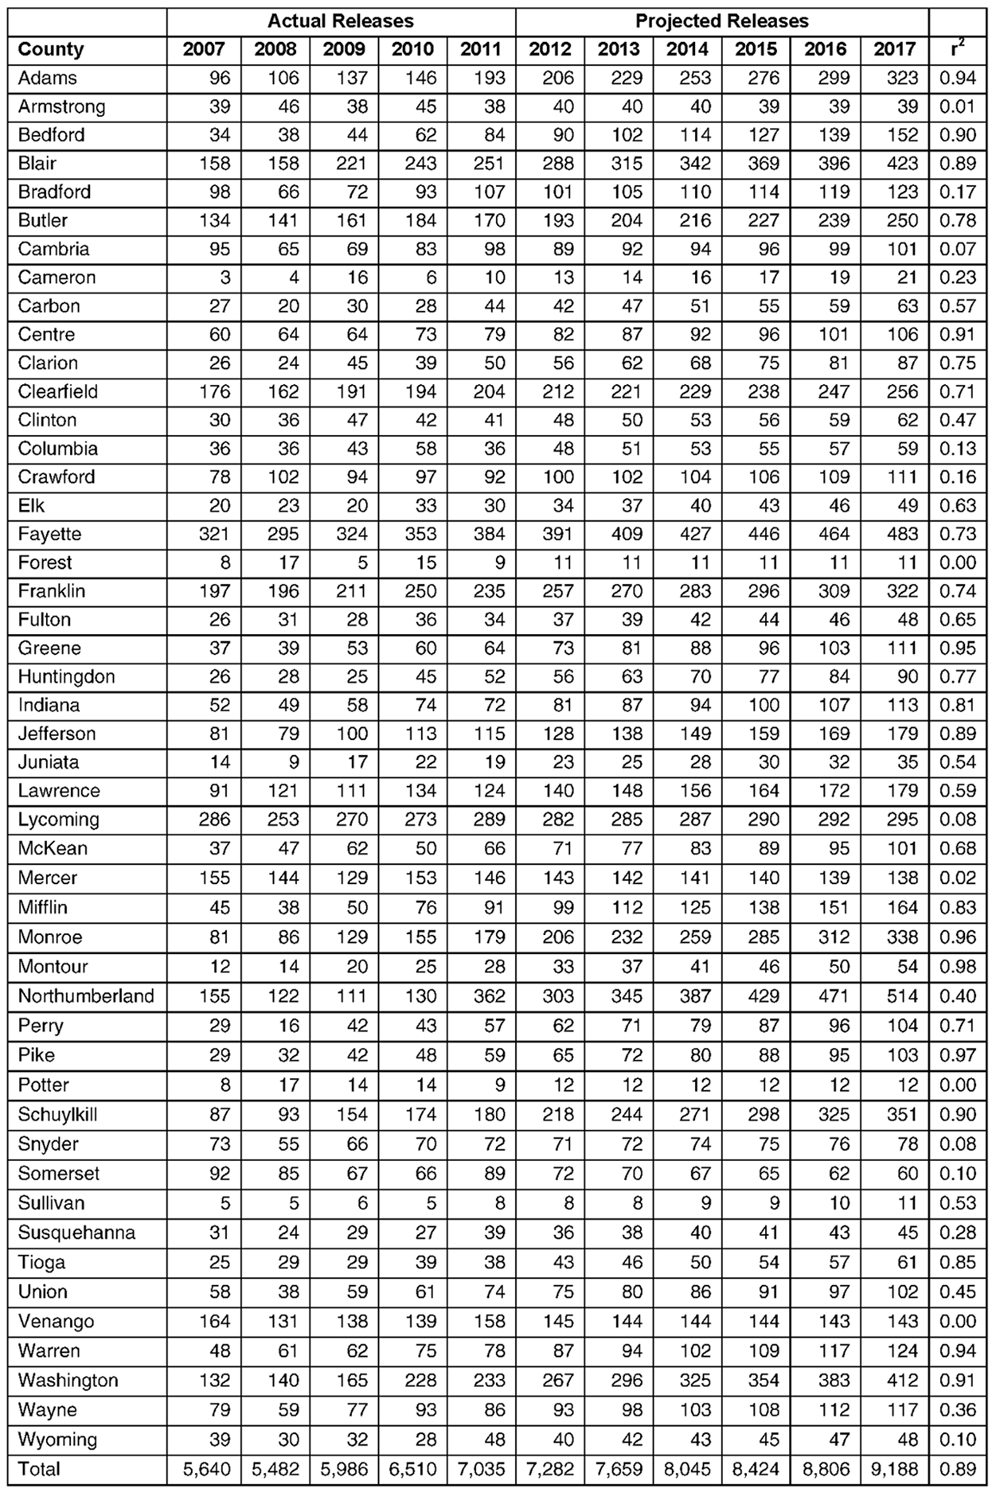 Actual Releases Projected Releases
County 2007 2008 2009 2010 2011 2012 2013 2014 2015 2016 2017 r²
Adams 96 106 137 146 193 206 229 253 276 299 323 0.94
Armstrong 39 46 38 45 38 40 40 40 39 39 39 0.01
Bedford 34 38 44 62 84 90 102 114 127 139 152 0.90
Blair 158 158 221 243 251 288 315 342 369 396 423 0.89
Bradford 98 66 72 93 107 101 105 110 114 119 123 0.17
Butler 134 141 161 184 170 193 204 216 227 239 250 0.78
Cambria 95 65 69 83 98 89 92 94 96 99 101 0.07
Cameron 3 4 16 6 10 13 14 16 17 19 21 0.23
Carbon 27 20 30 28 44 42 47 51 55 59 63 0.57
Centre 60 64 64 73 79 82 87 92 96 101 106 0.91
Clarion 26 24 45 39 50 56 62 68 75 81 87 0.75
Clearfield 176 162 191 194 204 212 221 229 238 247 256 0.71
Clinton 30 36 47 42 41 48 50 53 56 59 62 0.47
Columbia 36 36 43 58 36 48 51 53 55 57 59 0.13
Crawford 78 102 94 97 92 100 102 104 106 109 111 0.16
Elk 20 23 20 33 30 34 37 40 43 46 49 0.63
Fayette 321 295 324 353 384 391 409 427 446 464 483 0.73
Forest 8 17 5 15 9 11 11 11 11 11 11 0.00
Franklin 197 196 211 250 235 257 270 283 296 309 322 0.74
Fulton 26 31 28 36 34 37 39 42 44 46 48 0.65
Greene 37 39 53 60 64 73 81 88 96 103 111 0.95
Huntingdon 26 28 25 45 52 56 63 70 77 84 90 0.77
Indiana 52 49 58 74 72 81 87 94 100 107 113 0.81
Jefferson 81 79 100 113 115 128 138 149 159 169 179 0.89
Juniata 14 9 17 22 19 23 25 28 30 32 35 0.54
Lawrence 91 121 111 134 124 140 148 156 164 172 179 0.59
Lycoming 286 253 270 273 289 282 285 287 290 292 295 0.08
McKean 37 47 62 50 66 71 77 83 89 95 101 0.68
Mercer 155 144 129 153 146 143 142 141 140 139 138 0.02
Mifflin 45 38 50 76 91 99 112 125 138 151 164 0.83
Monroe 81 86 129 155 179 206 232 259 285 312 338 0.96
Montour 12 14 20 25 28 33 37 41 46 50 54 0.98
Northumberland 155 122 111 130 362 303 345 387 429 471 514 0.40
Perry 29 16 42 43 57 62 71 79 87 96 104 0.71
Pike 29 32 42 48 59 65 72 80 88 95 103 0.97
Potter 8 17 14 14 9 12 12 12 12 12 12 0.00
Schuylkill 87 93 154 174 180 218 244 271 298 325 351 0.90
Snyder 73 55 66 70 72 71 72 74 75 76 78 0.08
Somerset 92 85 67 66 89 72 70 67 65 62 60 0.10
Sullivan 5 5 6 5 8 8 8 9 9 10 11 0.53
Susquehanna 31 24 29 27 39 36 38 40 41 43 45 0.28
Tioga 25 29 29 39 38 43 46 50 54 57 61 0.85
Union 58 38 59 61 74 75 80 86 91 97 102 0.45
Venango 164 131 138 139 158 145 144 144 144 143 143 0.00
Warren 48 61 62 75 78 87 94 102 109 117 124 0.94
Washington 132 140 165 228 233 267 296 325 354 383 412 0.91
Wayne 79 59 77 93 86 93 98 103 108 112 117 0.36
Wyoming 39 30 32 28 48 40 42 43 45 47 48 0.10
Total 5,640 5,482 5,986 6,510 7,035 7,282 7,659 8,045 8,424 8,806 9,188 0.89